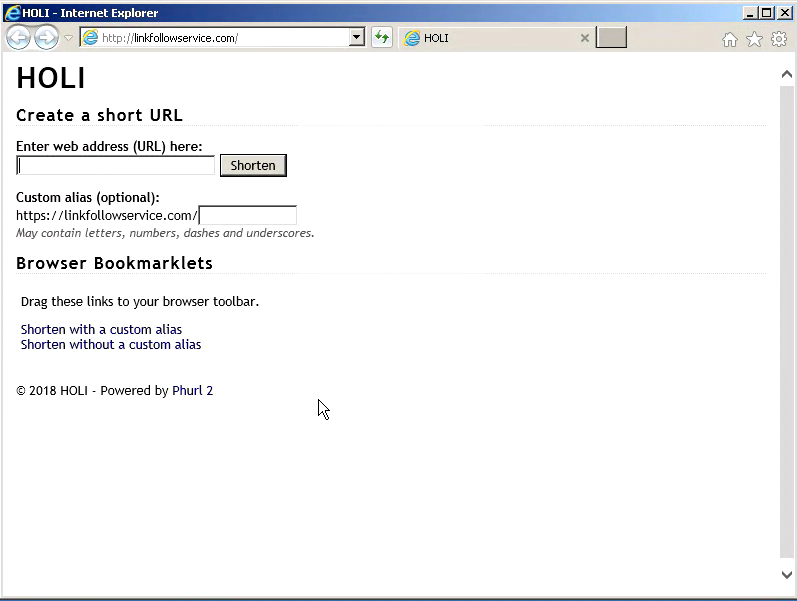 HOLI - Internet Explorer
http://linkfollowservice.com/
HOLI
HOLI
Create a short URL
Enter web address (URL) here:
Shorten
Custom alias (optional):
https://linkfollowservice.com/
May contain letters, numbers, dashes and underscores.
Browser Bookmarklets
Drag these links to your browser toolbar.
Shorten with a custom alias
Shorten without a custom alias
© 2018 HOLI - Powered by Phurl 2